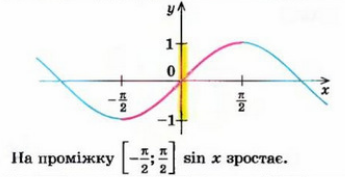 y
1
0
-π/2
π/2
x
-1
На проміжку [-π/2; π/2] sin x зростає.